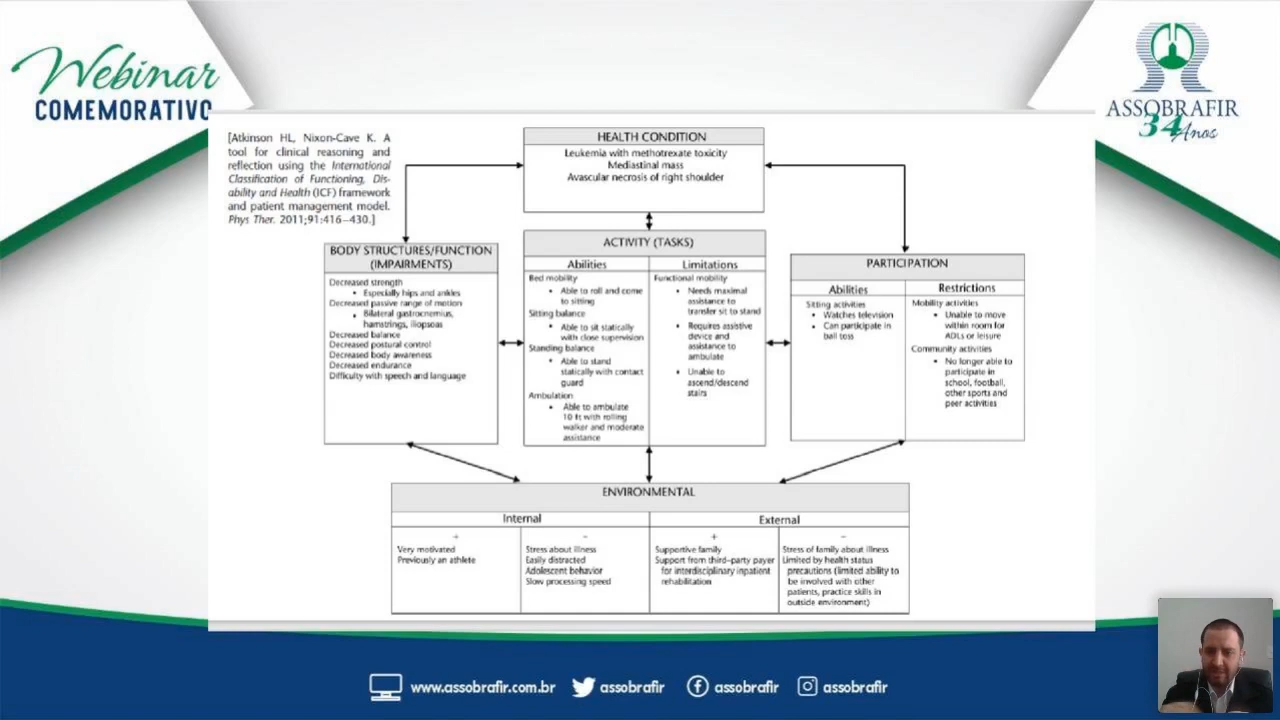 Webinar
COMEMORATIVO
ASSOBRAFIR
34 Anos
[Atkinson HL, Nixon-Cave K. A
tool for clinical reasoning and
reflection using the International
Classification of Functioning, Dis-
ability and Health (ICF) framework
and patient management model.
Phys Ther. 2011;91:416–430.]
HEALTH CONDITION
Leukemia with methotrexate toxicity
Mediastinal mass
Avascular necrosis of right shoulder
BODY STRUCTURES/FUNCTION
(IMPAIRMENTS)
Decreased strength
• Especially hips and ankles
Decreased passive range of motion
• Bilateral gastrocnemius,
hamstrings, iliopsoas
Decreased balance
Decreased postural control
Decreased body awareness
Decreased endurance
Difficulty with speech and language
ACTIVITY (TASKS)
Abilities
Bed mobility
• Able to roll and come
to sitting
Sitting balance
• Able to sit statically
with close supervision
Standing balance
• Able to stand
statically with contact
guard
Ambulation
• Able to ambulate
10 ft with rolling
walker and moderate
assistance
Limitations
Functional mobility
• Needs maximal
assistance to
transfer sit to stand
• Requires assistive
device and
assistance to
ambulate
• Unable to
ascend/descend
stairs
PARTICIPATION
Abilities
Sitting activities
• Watches television
• Can participate in
ball toss
Restrictions
Mobility activities
• Unable to move
within room for
ADLs or leisure
Community activities
• No longer able to
participate in
school, football,
other sports and
peer activities
ENVIRONMENTAL
Internal
+
Very motivated
Previously an athlete
–
Stress about illness
Easily distracted
Adolescent behavior
Slow processing speed
External
+
Supportive family
Support from third-party payer
for interdisciplinary inpatient
rehabilitation
–
Stress of family about illness
Limited by health status
precautions (limited ability to
be involved with other
patients, practice skills in
outside environment)
www.assobrafir.com.br
assobrafir
assobrafir
assobrafir